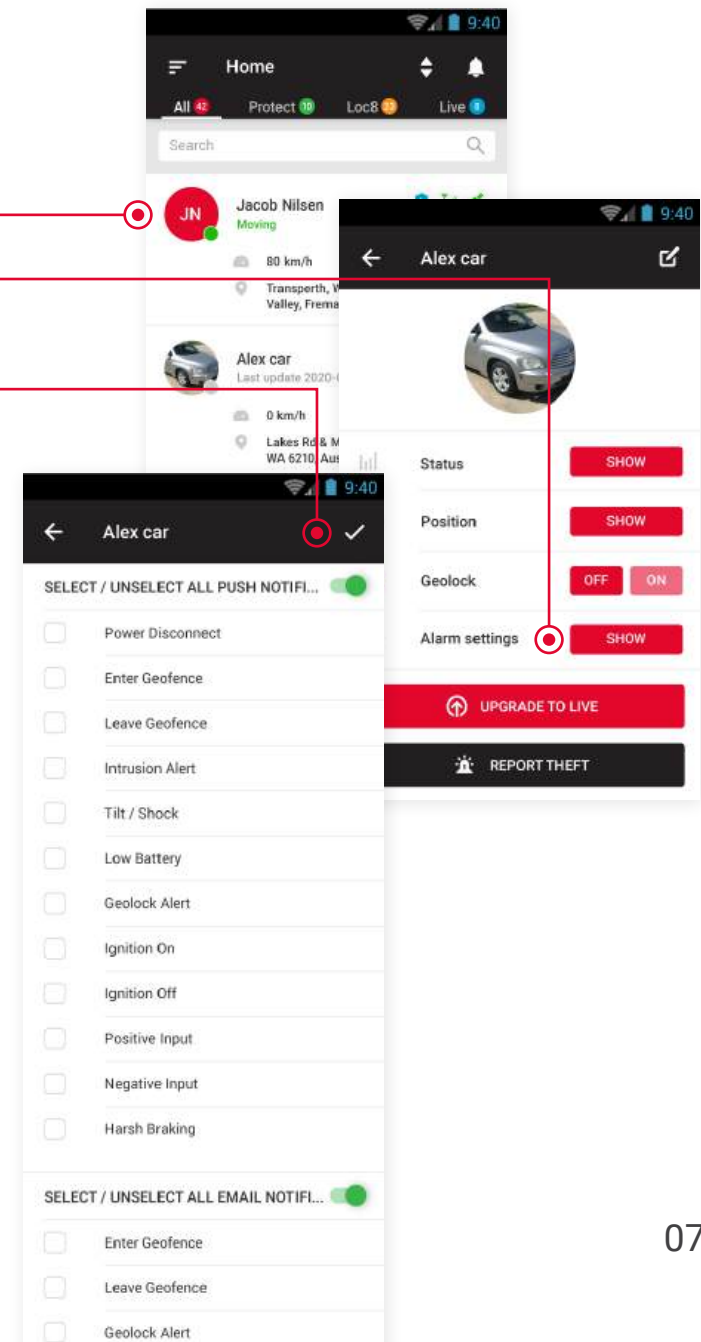 9:40
Home
All 42 Protect 10 Loc8 Live
Search
JN
Jacob Nilsen
Moving
80 km/h
Transperth, W
Valley, Frema
Alex car
Last update 2020-
0 km/h
Lakes Rd & M
WA 6210, Aus
9:40
Alex car
Status SHOW
Position SHOW
Geolock OFF ON
Alarm settings SHOW
UPGRADE TO LIVE
REPORT THEFT
9:40
Alex car
SELECT / UNSELECT ALL PUSH NOTIFI...
Power Disconnect
Enter Geofence
Leave Geofence
Intrusion Alert
Tilt / Shock
Low Battery
Geolock Alert
Ignition On
Ignition Off
Positive Input
Negative Input
Harsh Braking
SELECT / UNSELECT ALL EMAIL NOTIFI...
Enter Geofence
Leave Geofence
Geolock Alert
07